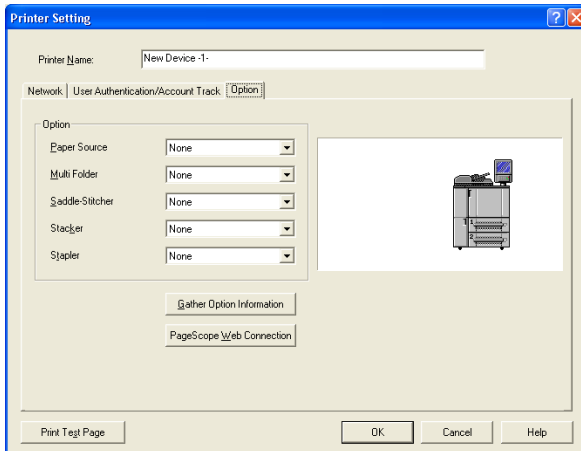 Printer Setting
Printer Name: New Device -1-
Network User Authentication/Account Track Option
Option
Paper Source None
Multi Folder None
Saddle-Stitcher None
Stacker None
Stapler None
1
2
Gather Option Information
PageScope Web Connection
Print Test Page OK Cancel Help